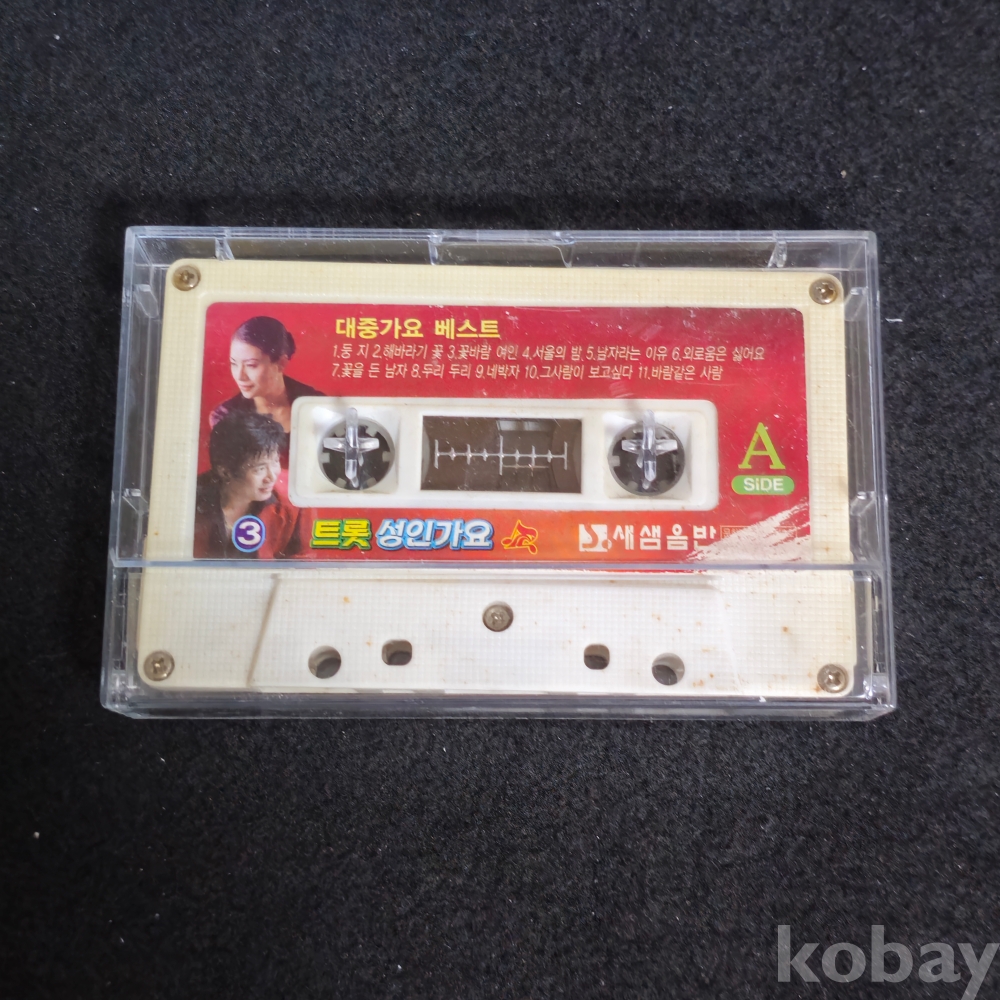 대중가요 베스트
1.둥 지 2.해바라기 꽃 3.꽃바람 여인 4.서울의 밤 5.남자라는 이유 6.외로움은 싫어요
7.꽃을 든 남자 8.두리 두리 9.네박자 10.그사람이 보고싶다 11.바람같은 사람
A
SiDE
3 트롯 성인가요 새샘음반
kobay